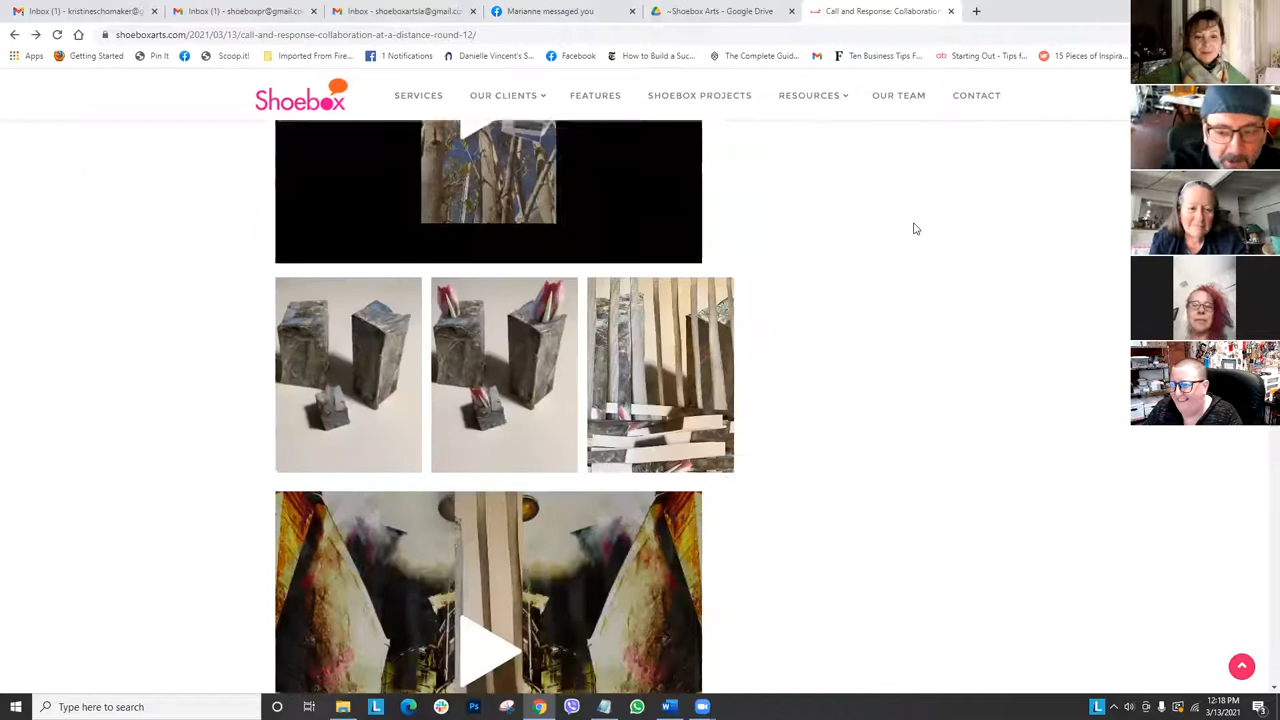 Inbox (1) - kristineschomaker@g
Inbox (1) - shoeboxpr@gmail.co
Inbox - shoeboxartsla@gmail.co
Marianne messaged you
~Shoebox Arts - Google Drive
Call and Response: Collaboration
shoeboxarts.com/2021/03/13/call-and-response-collaboration-at-a-distance-round-12/
Apps
Getting Started
Pin It
Scoop.it!
Imported From Fire...
1 Notifications
Danielle Vincent's S...
Facebook
How to Build a Suc...
The Complete Guid...
Ten Business Tips F...
Starting Out - Tips f...
15 Pieces of Inspira...
Shoebox
SERVICES
OUR CLIENTS
FEATURES
SHOEBOX PROJECTS
RESOURCES
OUR TEAM
CONTACT
Type here to search
12:18 PM
3/13/2021